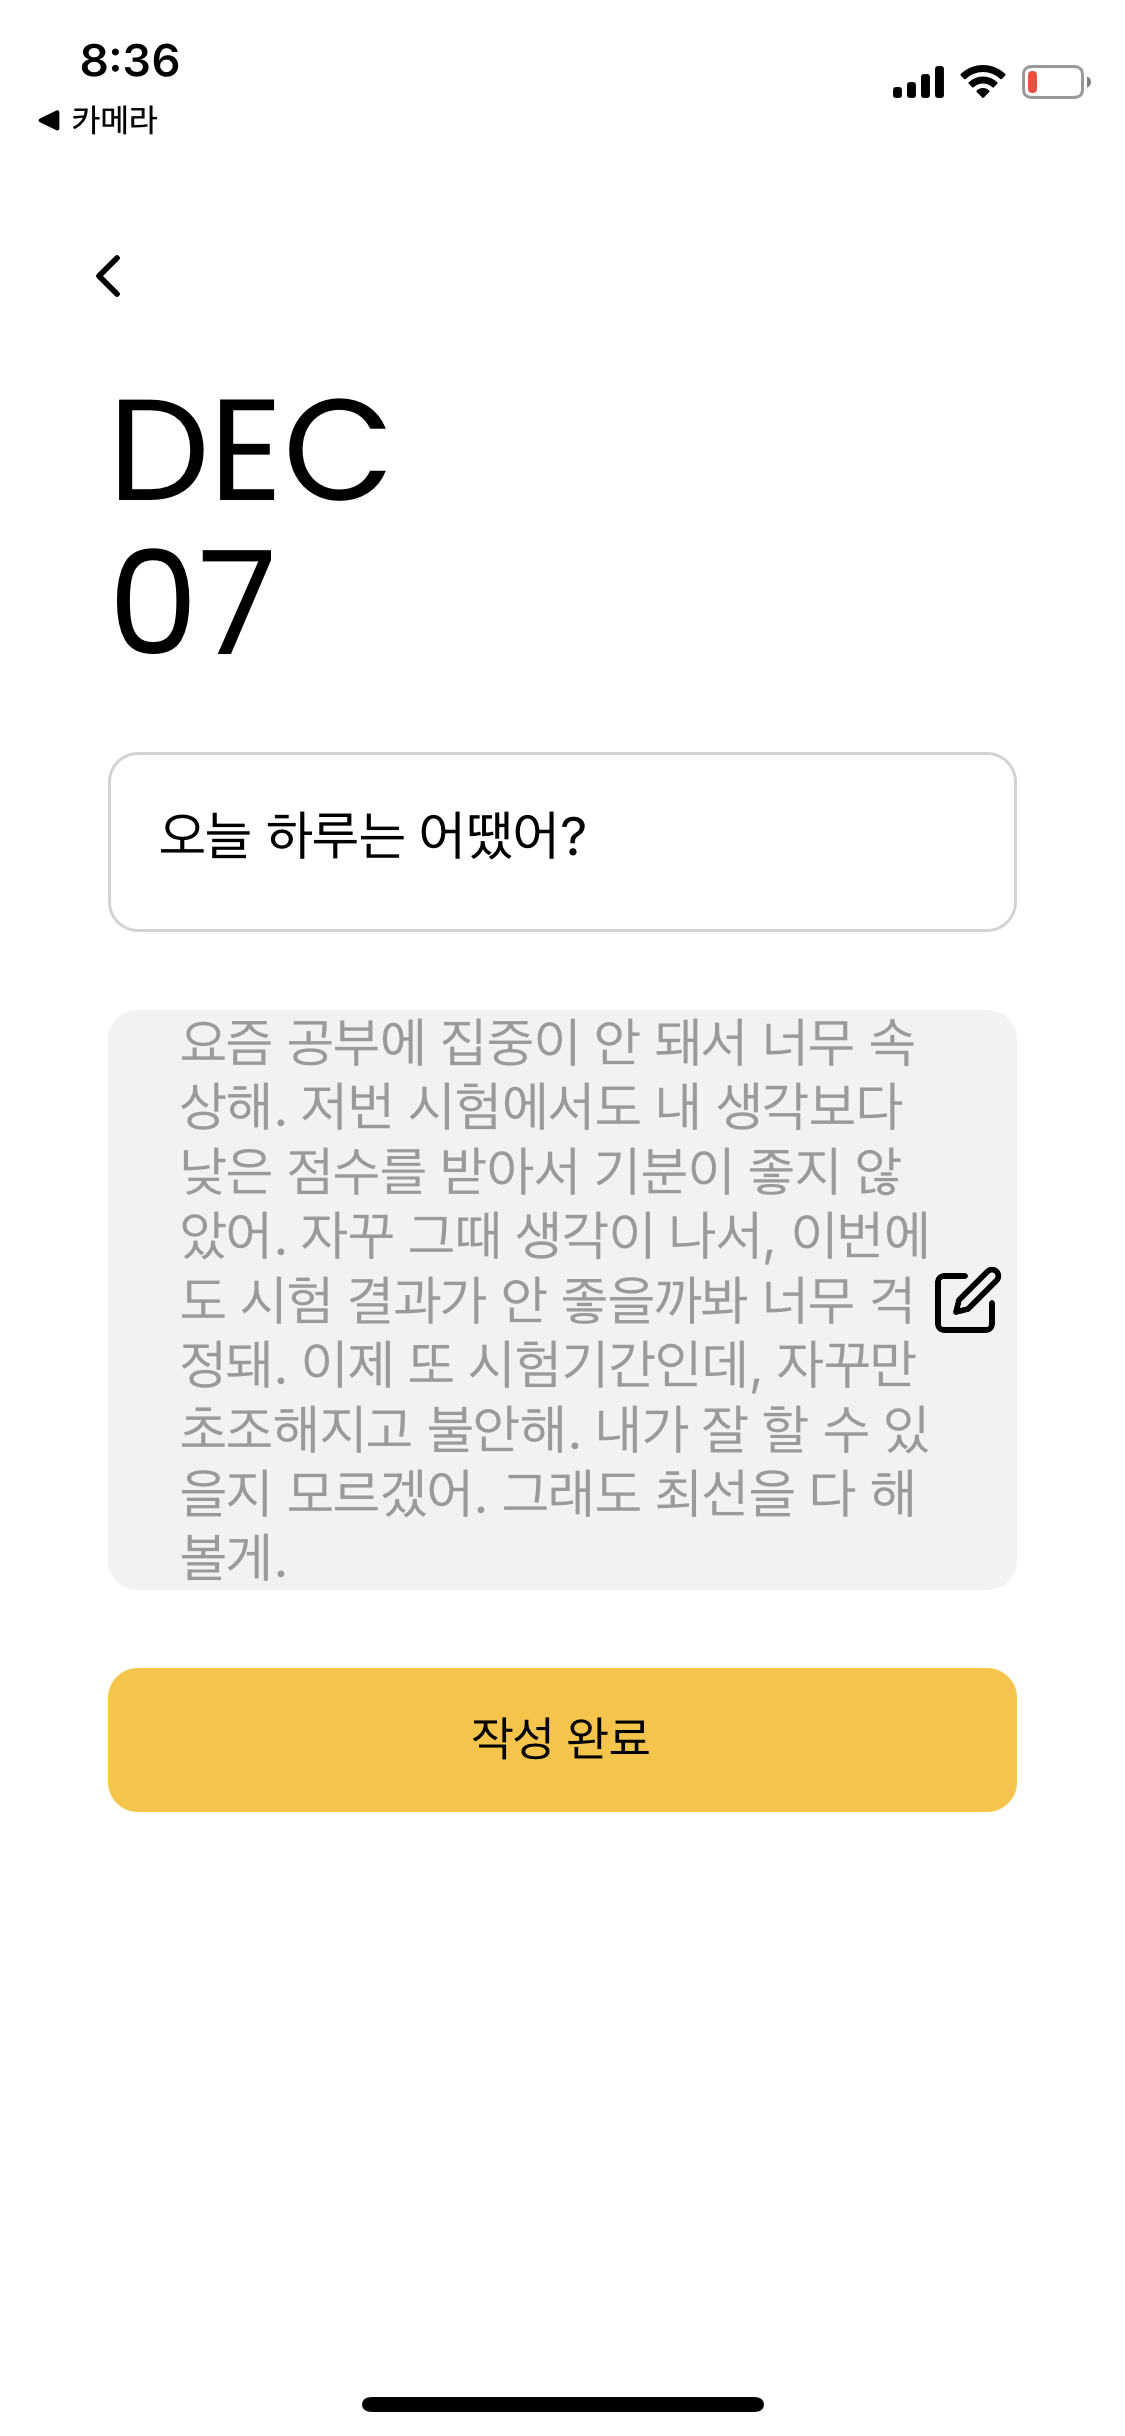 8:36
◀ 카메라
DEC
07
오늘 하루는 어땠어?
요즘 공부에 집중이 안 돼서 너무 속
상해. 저번 시험에서도 내 생각보다
낮은 점수를 받아서 기분이 좋지 않
았어. 자꾸 그때 생각이 나서, 이번에
도 시험 결과가 안 좋을까봐 너무 걱
정돼. 이제 또 시험기간인데, 자꾸만
초조해지고 불안해. 내가 잘 할 수 있
을지 모르겠어. 그래도 최선을 다 해
볼게.
작성 완료